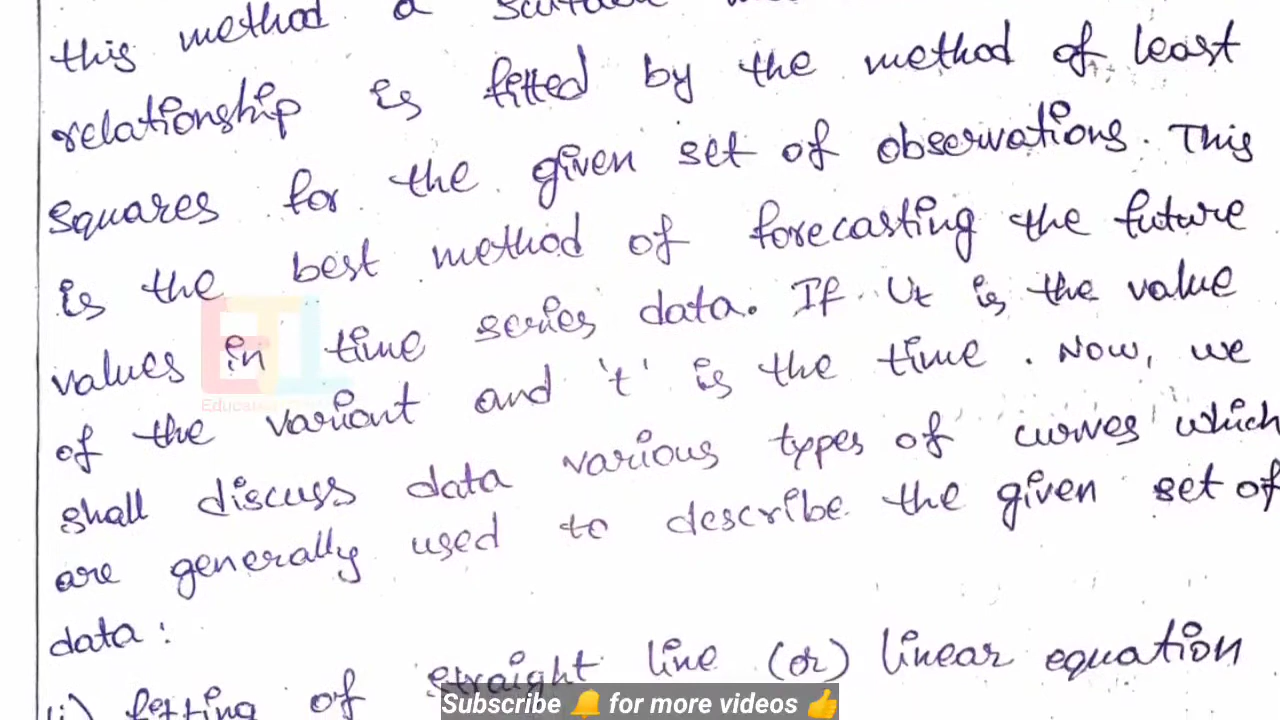 this method a
relationship is fitted by the method of least
squares for the given set of observations. This
is the best method of forecasting the future
values in time series data. If Ut is the value
of the variant and 't' is the time. Now, we
shall discuss data various types of curves which
are generally used to describe the given set of
data:
(i) fitting of straight line (or) linear equation
Subscribe 🔔 for more videos 👍